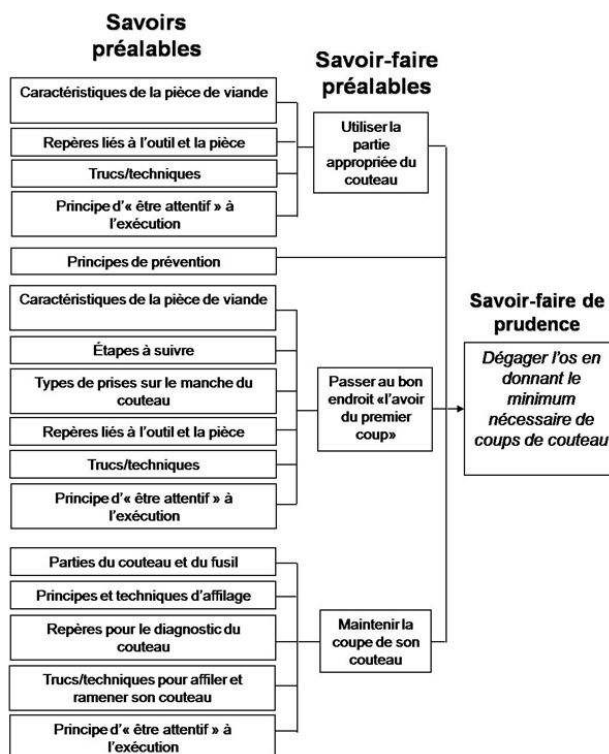 Savoirs
préalables
Caractéristiques de la pièce de viande
Repères liés à l'outil et la pièce
Trucs/techniques
Principe d'« être attentif » à
l'exécution
Principes de prévention
Caractéristiques de la pièce de viande
Étapes à suivre
Types de prises sur le manche du
couteau
Repères liés à l'outil et la pièce
Trucs/techniques
Principe d'« être attentif » à
l'exécution
Parties du couteau et du fusil
Principes et techniques d'affilage
Repères pour le diagnostic du
couteau
Trucs/techniques pour affiler et
ramener son couteau
Principe d'« être attentif » à
l'exécution
Savoir-faire
préalables
Utiliser la
partie
appropriée du
couteau
Passer au bon
endroit «l'avoir
du premier
coup»
Maintenir la
coupe de son
couteau
Savoir-faire de
prudence
Dégager l'os en
donnant le
minimum
nécessaire de
coups de couteau